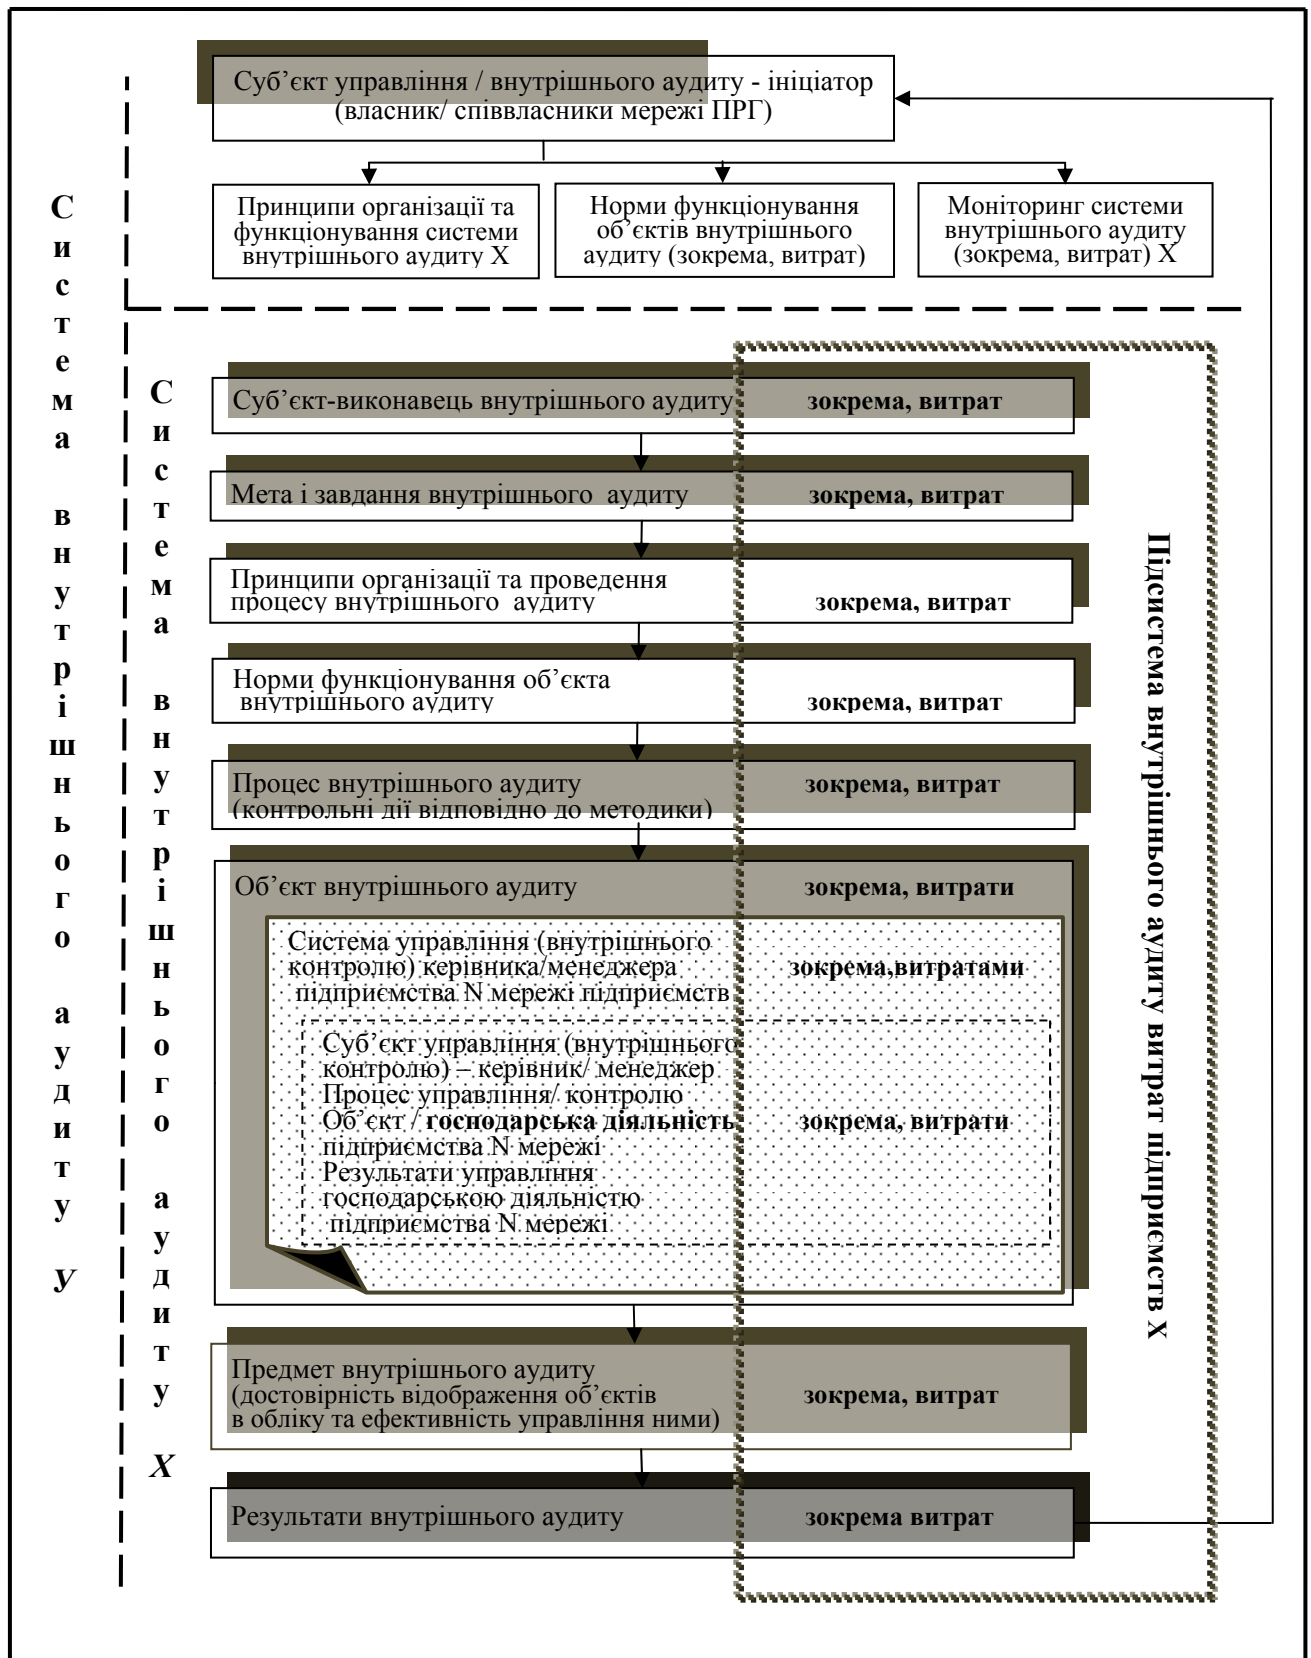 Суб’єкт управління / внутрішнього аудиту - ініціатор
(власник/ співвласники мережі ПРГ)
Принципи організації та
функціонування системи
внутрішнього аудиту Х
Норми функціонування
об’єктів внутрішнього
аудиту (зокрема, витрат)
Моніторинг системи
внутрішнього аудиту
(зокрема, витрат) Х
Система внутрішнього аудиту У
Система внутрішнього аудиту Х
Суб’єкт-виконавець внутрішнього аудиту зокрема, витрат
Мета і завдання внутрішнього аудиту зокрема, витрат
Принципи організації та проведення
процесу внутрішнього аудиту зокрема, витрат
Норми функціонування об’єкта
внутрішнього аудиту зокрема, витрат
Процес внутрішнього аудиту зокрема, витрат
(контрольні дії відповідно до методики)
Об’єкт внутрішнього аудиту зокрема, витрати
Система управління (внутрішнього
контролю) керівника/менеджера зокрема,витратами
підприємства N мережі підприємств
Суб’єкт управління (внутрішнього
контролю) – керівник/ менеджер
Процес управління/ контролю
Об’єкт / господарська діяльність зокрема, витрати
підприємства N мережі
Результати управління
господарською діяльністю
підприємства N мережі
Предмет внутрішнього аудиту
(достовірність відображення об’єктів зокрема, витрат
в обліку та ефективність управління ними)
Результати внутрішнього аудиту зокрема витрат
Підсистема внутрішнього аудиту витрат підприємств Х